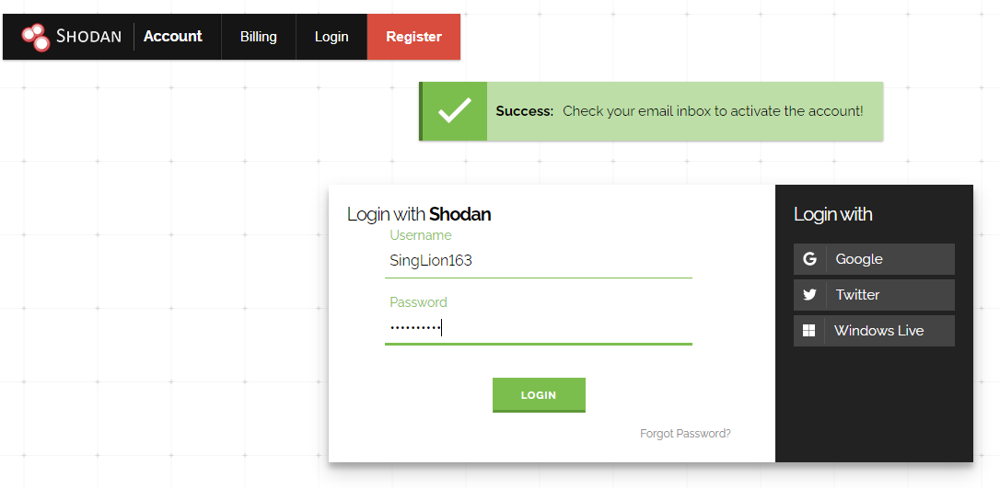 SHODAN Account Billing Login Register
Success: Check your email inbox to activate the account!
Login with Shodan
Username
SingLion163
Password
••••••••••
LOGIN
Forgot Password?
Login with
Google
Twitter
Windows Live